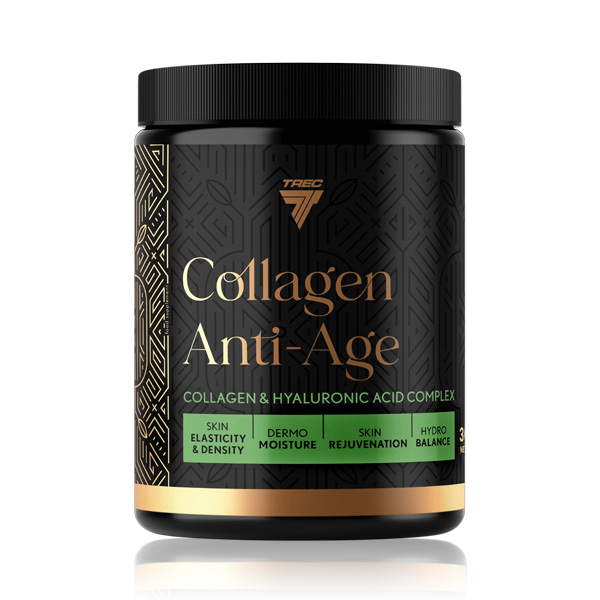 TREC
Collagen
Anti-Age
COLLAGEN & HYALURONIC ACID COMPLEX
SKIN
ELASTICITY
& DENSITY
DERMO
MOISTURE
SKIN
REJUVENATION
HYDRO
BALANCE